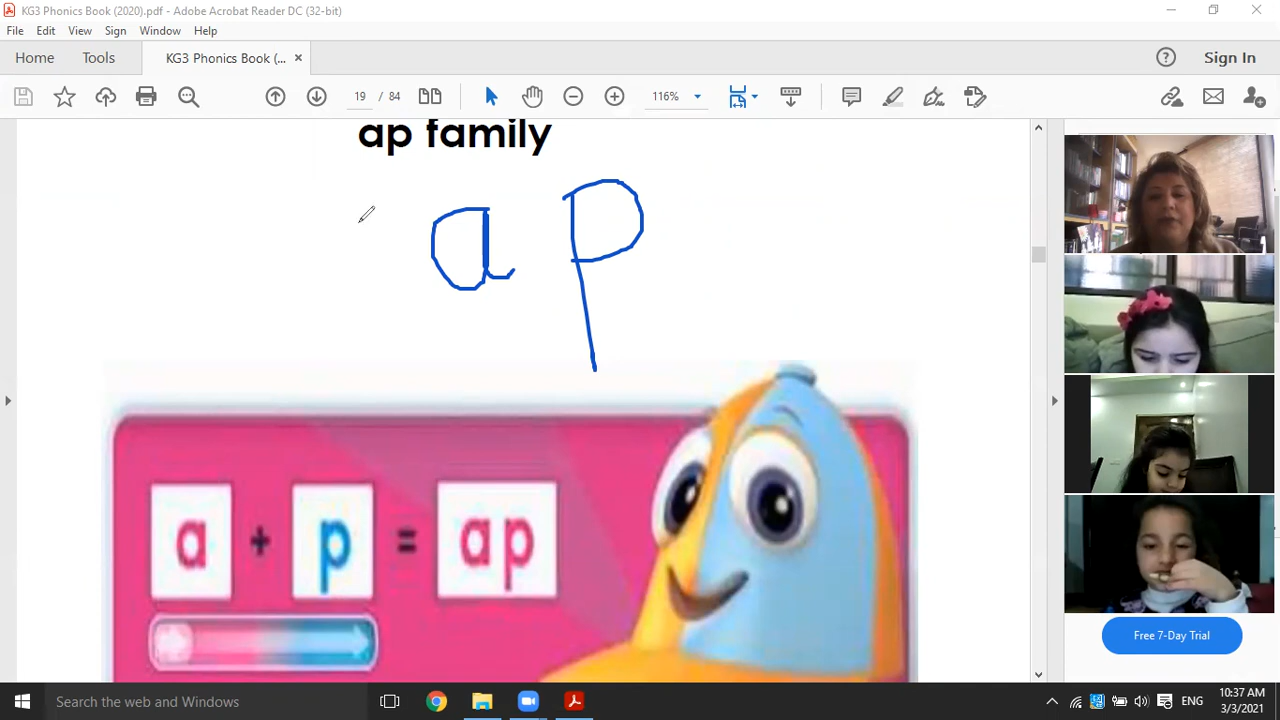 KG3 Phonics Book (2020).pdf - Adobe Acrobat Reader DC (32-bit)
File Edit View Sign Window Help
Home Tools KG3 Phonics Book (... × Sign In
19 / 84 116%
ap family
a p
a + p = ap
Free 7-Day Trial
Search the web and Windows
ENG
10:37 AM
3/3/2021